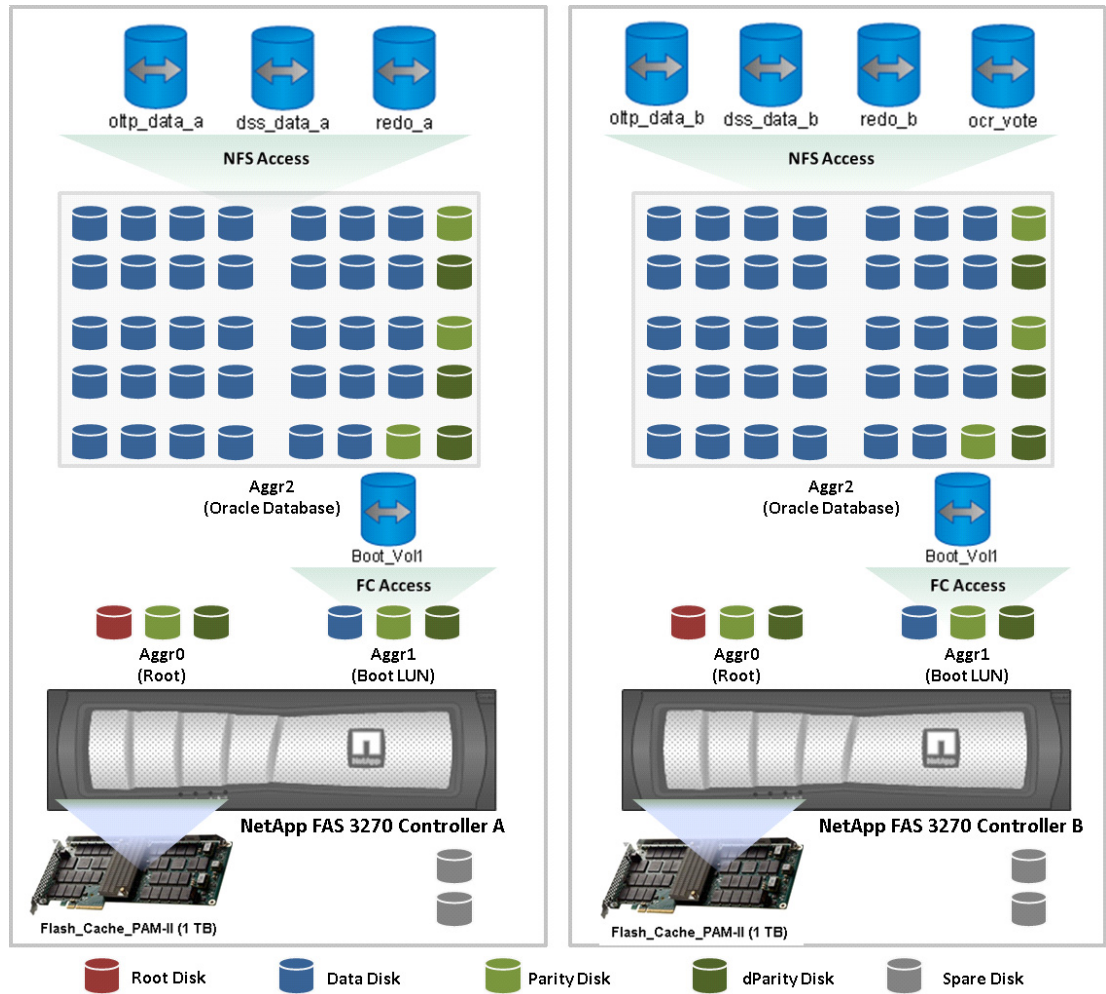 oltp_data_a
dss_data_a
redo_a
NFS Access
Aggr2
(Oracle Database)
Boot_Vol1
FC Access
Aggr0
(Root)
Aggr1
(Boot LUN)
NetApp
NetApp FAS 3270 Controller A
Flash_Cache_PAM-II (1 TB)
oltp_data_b
dss_data_b
redo_b
ocr_vote
NFS Access
Aggr2
(Oracle Database)
Boot_Vol1
FC Access
Aggr0
(Root)
Aggr1
(Boot LUN)
NetApp
NetApp FAS 3270 Controller B
Flash_Cache_PAM-II (1 TB)
Root Disk
Data Disk
Parity Disk
dParity Disk
Spare Disk